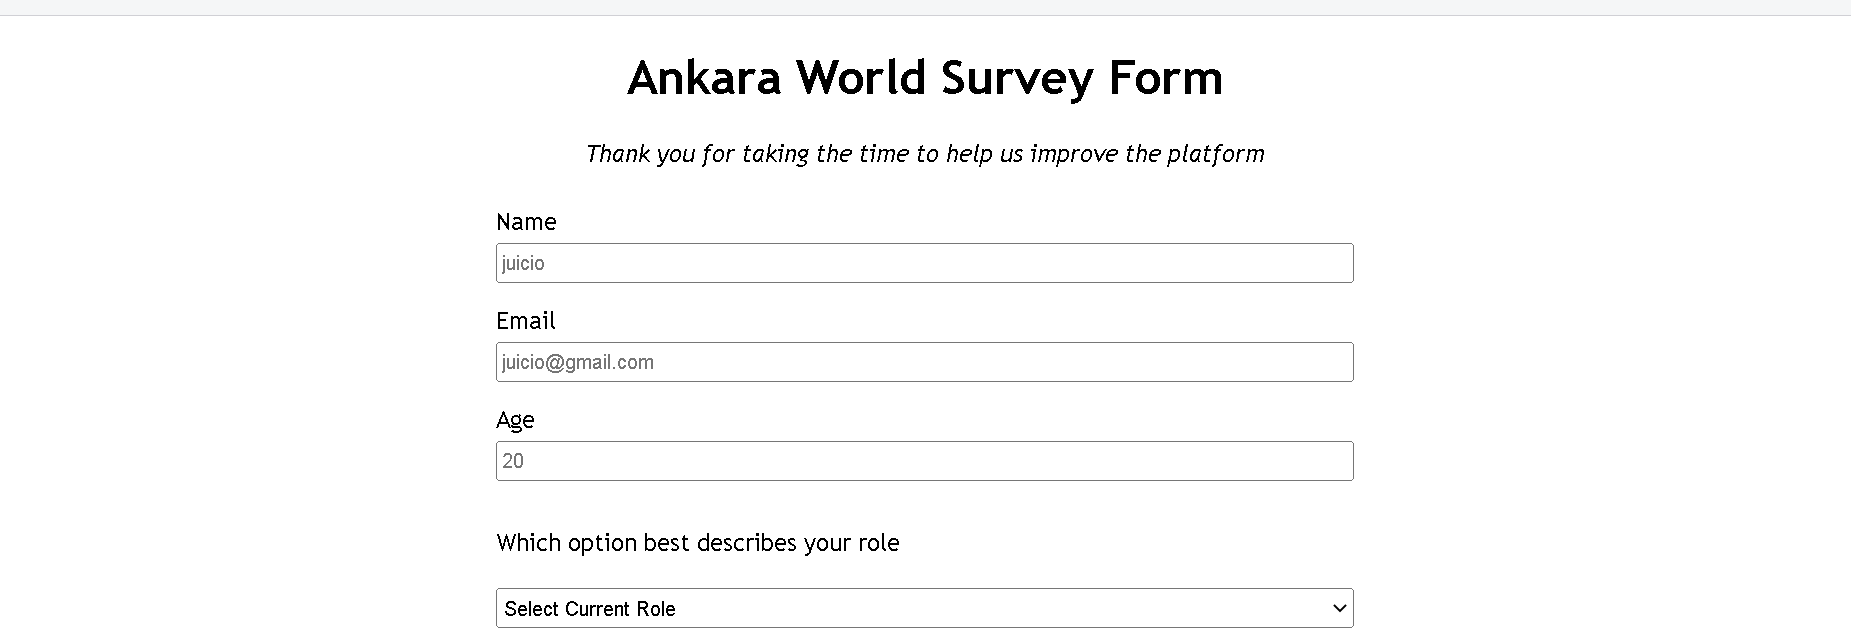 Ankara World Survey Form
Thank you for taking the time to help us improve the platform
Name
juicio
Email
juicio@gmail.com
Age
20
Which option best describes your role
Select Current Role